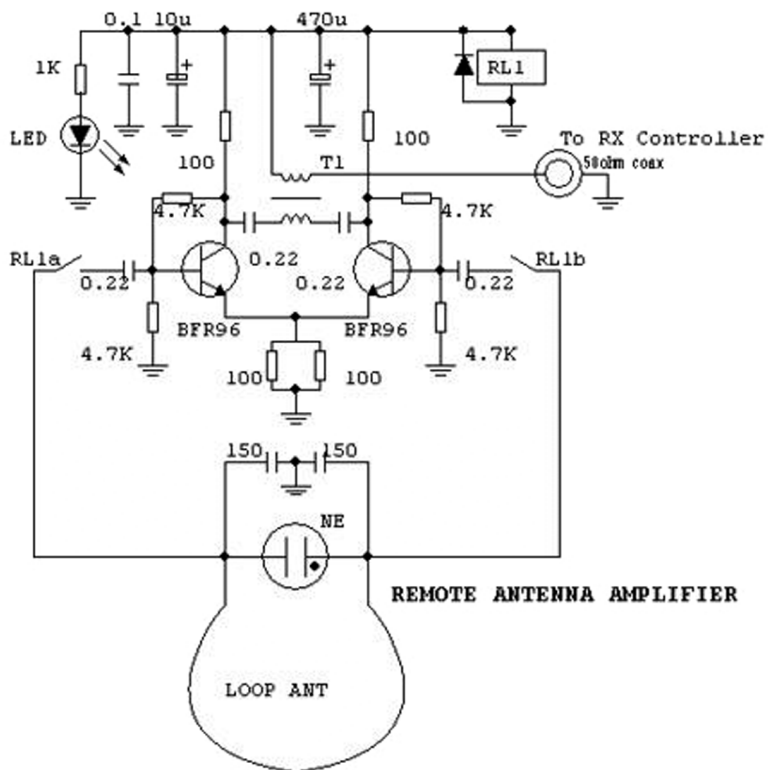 0.1 10u
470u
+
+
1K
RL1
LED
To RX Controller
50ohm coax
100
T1
100
4.7K
4.7K
RL1a
RL1b
0.22
0.22
0.22
0.22
BFR96
BFR96
4.7K
4.7K
100
100
150
150
NE
REMOTE ANTENNA AMPLIFIER
LOOP ANT